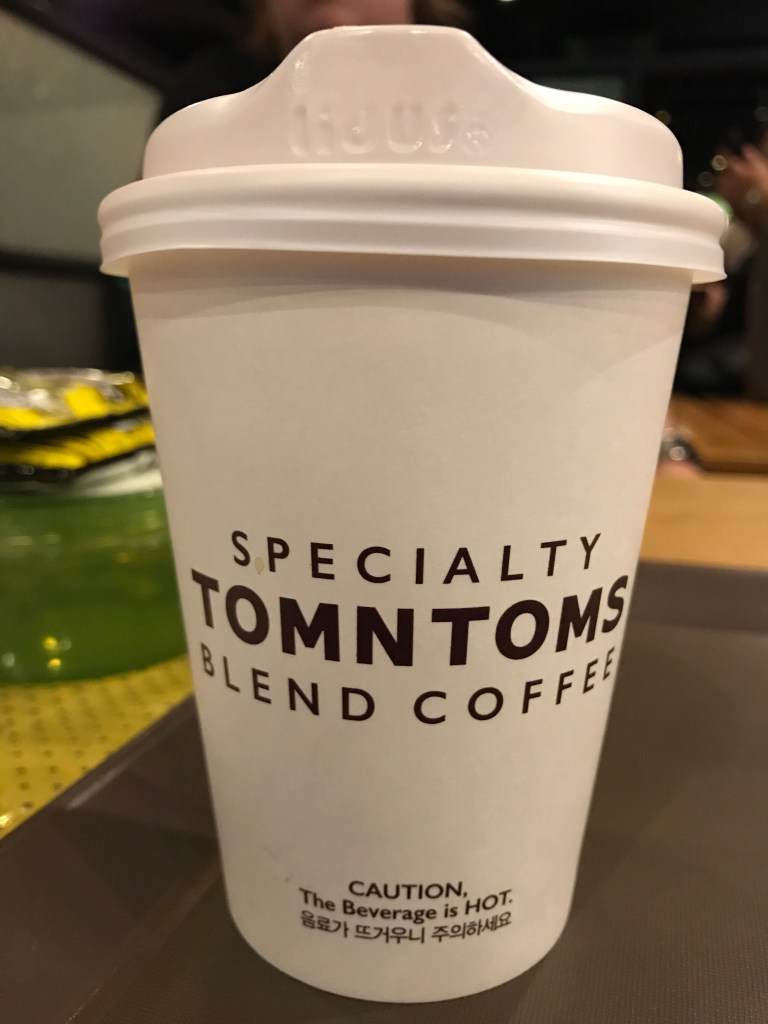 SPECIALTY
TOMNTOMS
BLEND COFFEE
CAUTION,
The Beverage is HOT.
음료가 뜨거우니 주의하세요